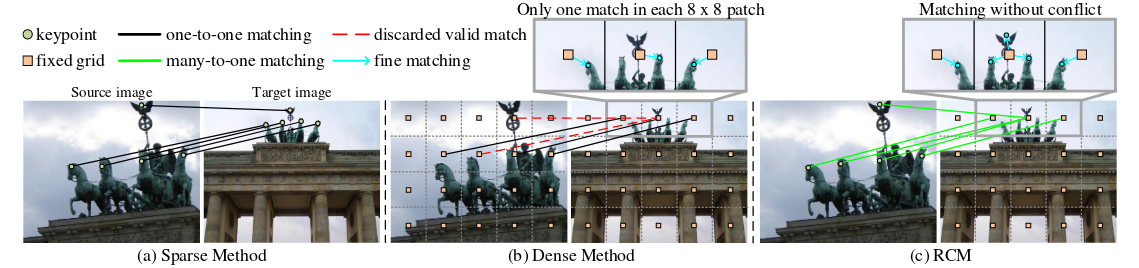 Only one match in each 8 x 8 patch
Matching without conflict
keypoint
one-to-one matching
discarded valid match
fixed grid
many-to-one matching
fine matching
Source image
Target image
(a) Sparse Method
(b) Dense Method
(c) RCM